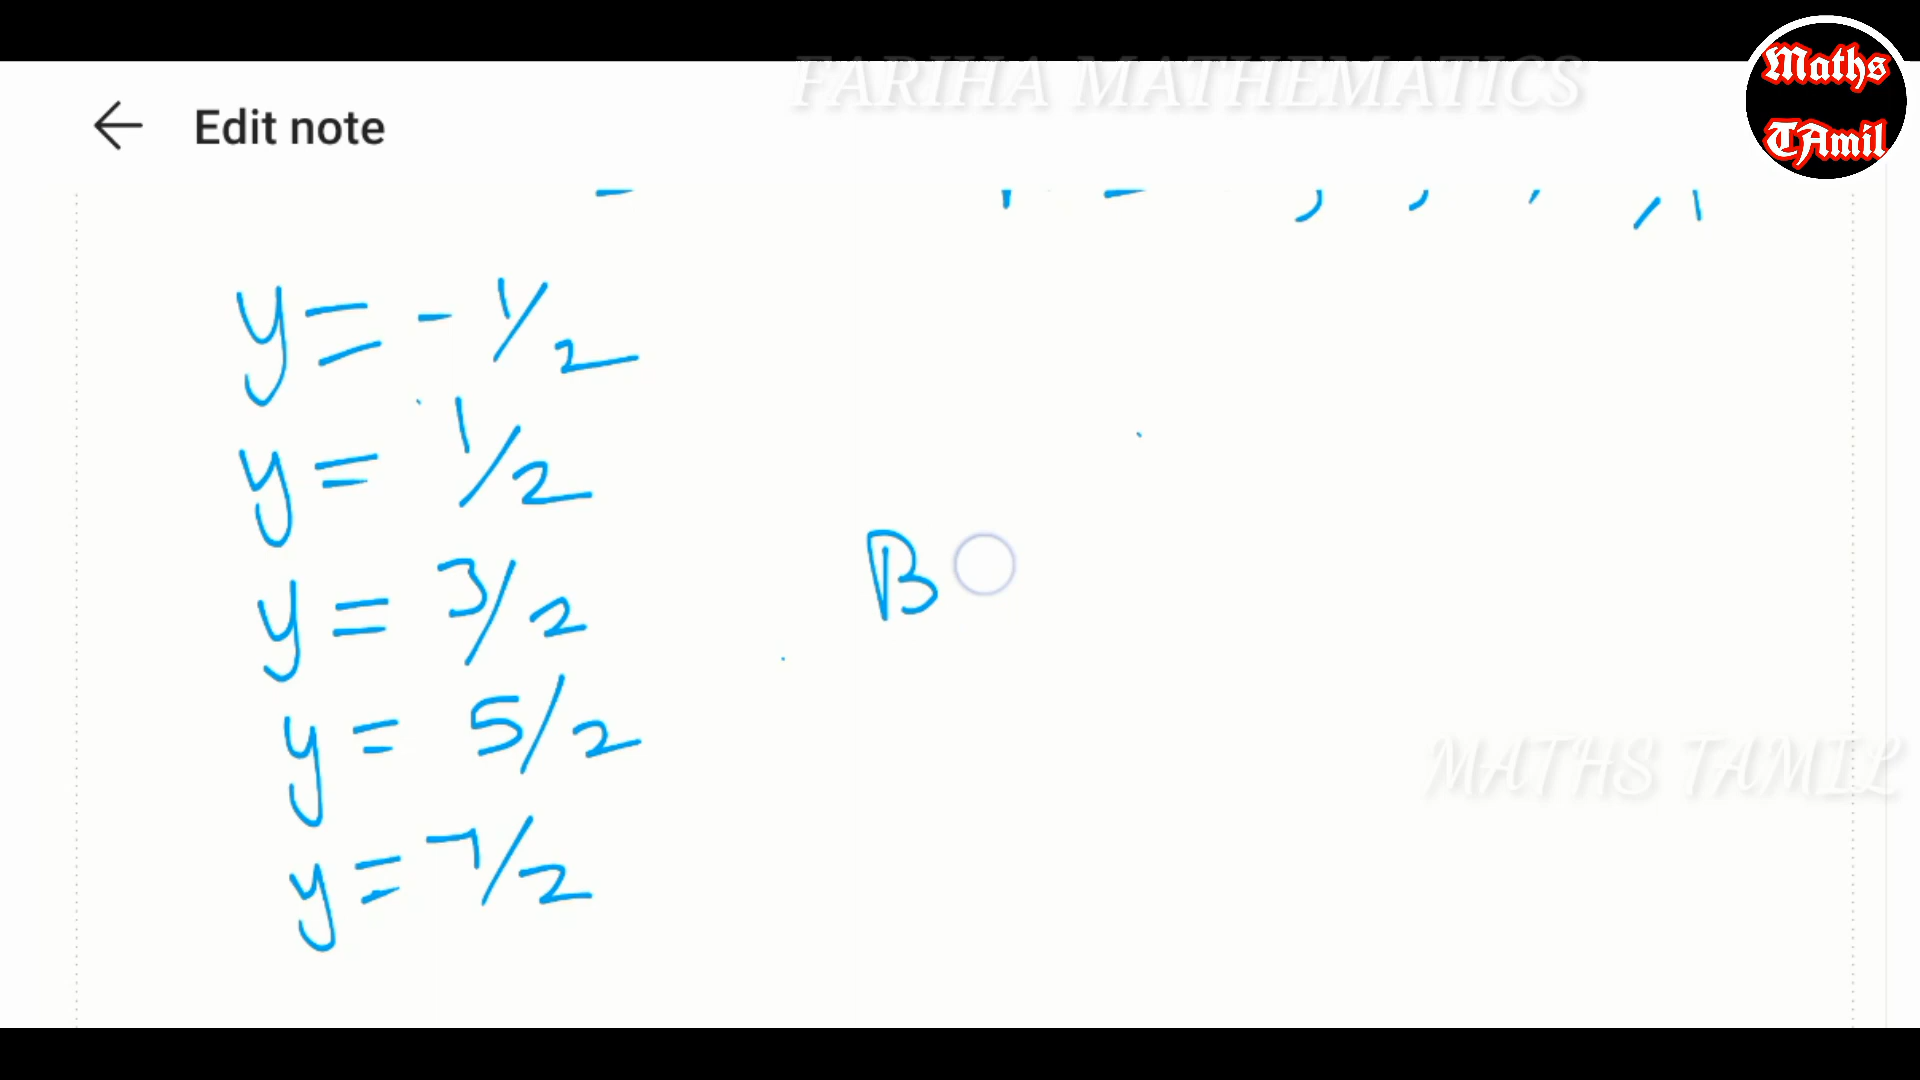 FARIHA MATHEMATICS
Maths
TAmil
Edit note
y = - 1/2
y = 1/2
y = 3/2
B
y = 5/2
MATHS TAMIL
y = 7/2